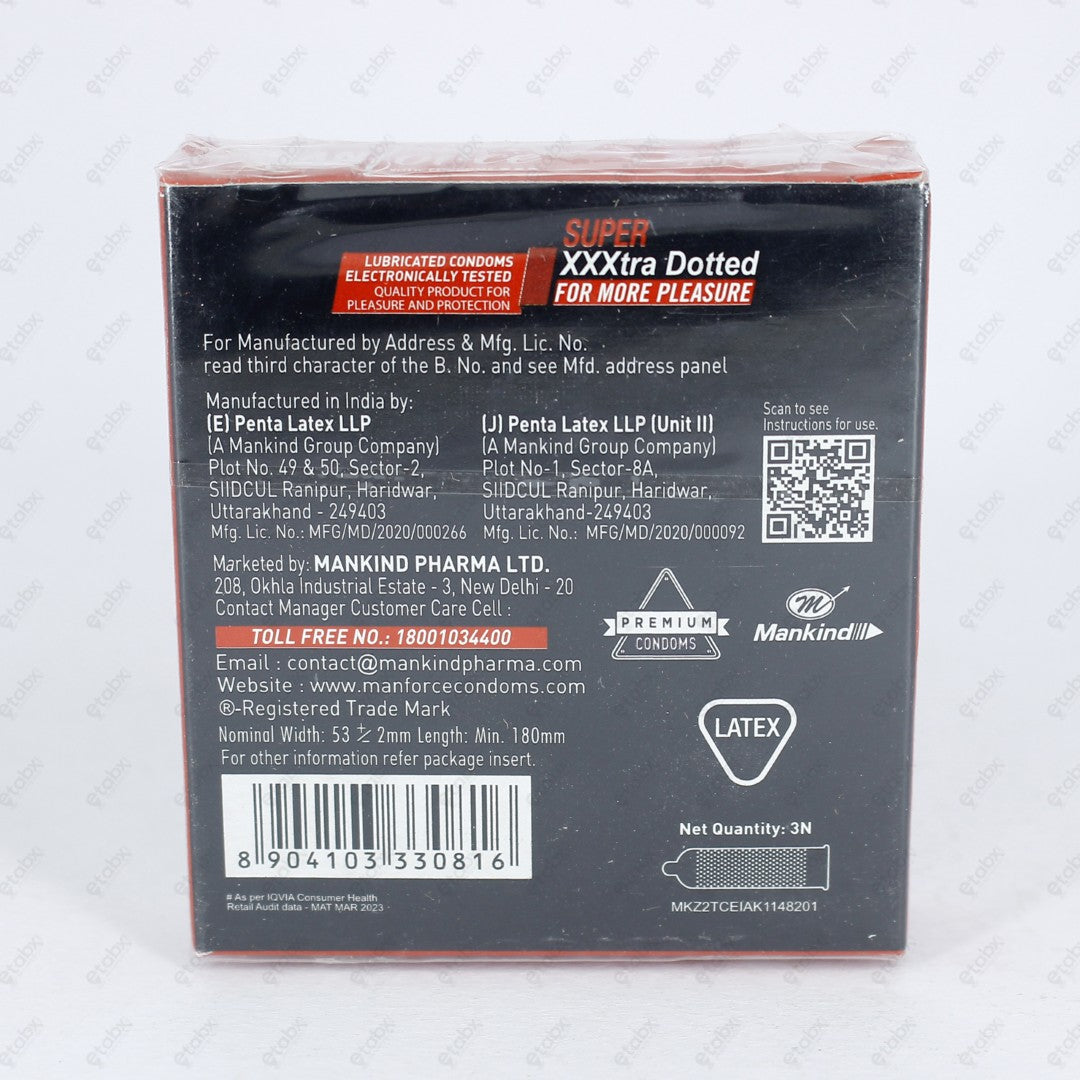 SUPER
XXXtra Dotted
FOR MORE PLEASURE
LUBRICATED CONDOMS
ELECTRONICALLY TESTED
QUALITY PRODUCT FOR
PLEASURE AND PROTECTION
For Manufactured by Address & Mfg. Lic. No.
read third character of the B. No. and see Mfd. address panel
Manufactured in India by:
(E) Penta Latex LLP
(A Mankind Group Company)
Plot No. 49 & 50, Sector-2,
SIIDCUL Ranipur, Haridwar,
Uttarakhand - 249403
Mfg. Lic. No.: MFG/MD/2020/000266
(J) Penta Latex LLP (Unit II)
(A Mankind Group Company)
Plot No-1, Sector-8A,
SIIDCUL Ranipur, Haridwar,
Uttarakhand-249403
Mfg. Lic. No.: MFG/MD/2020/000092
Scan to see
Instructions for use.
Marketed by: MANKIND PHARMA LTD.
208, Okhla Industrial Estate - 3, New Delhi - 20
Contact Manager Customer Care Cell :
TOLL FREE NO.: 18001034400
Email : contact@mankindpharma.com
Website : www.manforcecondoms.com
®-Registered Trade Mark
Nominal Width: 53 ± 2mm Length: Min. 180mm
For other information refer package insert.
PREMIUM
CONDOMS
m
Mankind
LATEX
Net Quantity: 3N
MKZ2TCEIAK1148201
8 904103 330816
# As per IQVIA Consumer Health
Retail Audit data - MAT MAR 2023
etabx